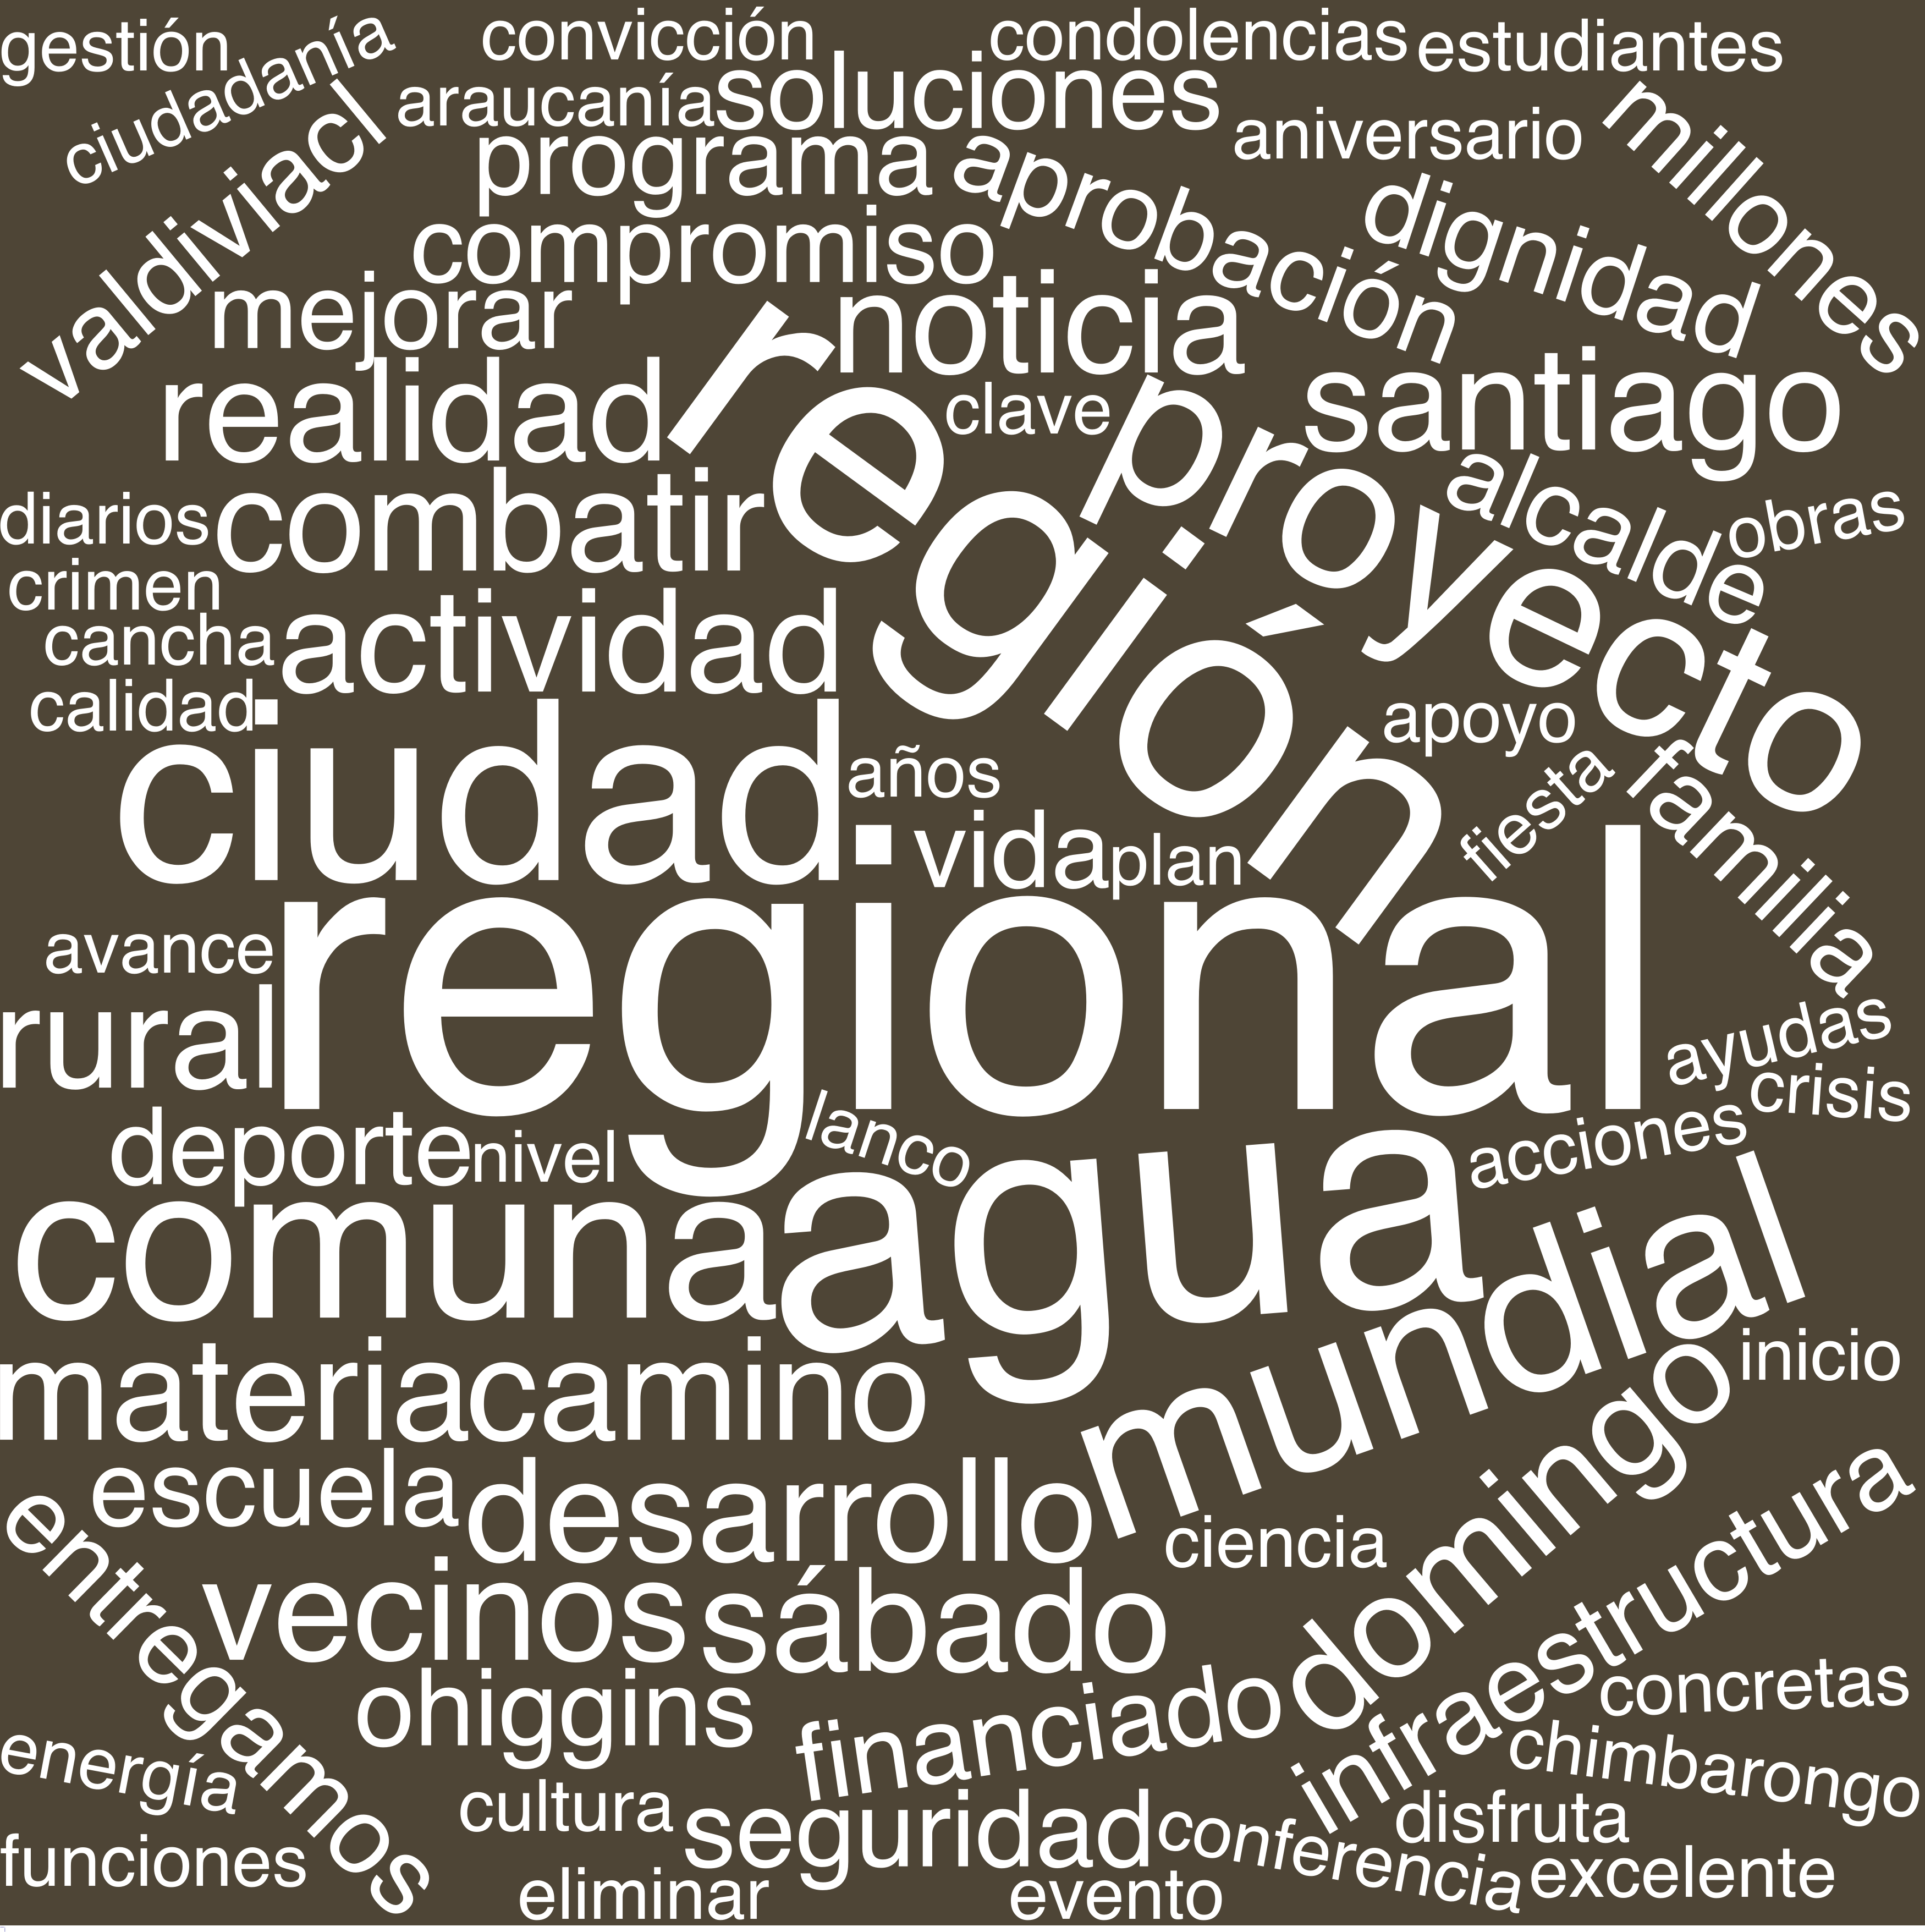 gestión
ciudadanía
convicción
condolencias
estudiantes
valdiviacl
araucanía
soluciones
aniversario
millones
programa
aprobación
dignidad
compromiso
mejorar
noticia
realidad
región
clave
proyecto
santiago
diarios
combatir
alcalde
obras
crimen
cancha
actividad
calidad
ciudad
años
apoyo
fiesta
familia
vida
plan
avance
regional
rural
ayudas
crisis
deporte
nivel
lanco
acciones
comuna
agua
mundial
materia
camino
inicio
escuela
desarrollo
domingo
ciencia
entregamos
vecinos
sábado
infraestructura
ohiggins
financiado
concretas
energía
chimbarongo
cultura
seguridad
conferencia
disfruta
funciones
eliminar
evento
excelente